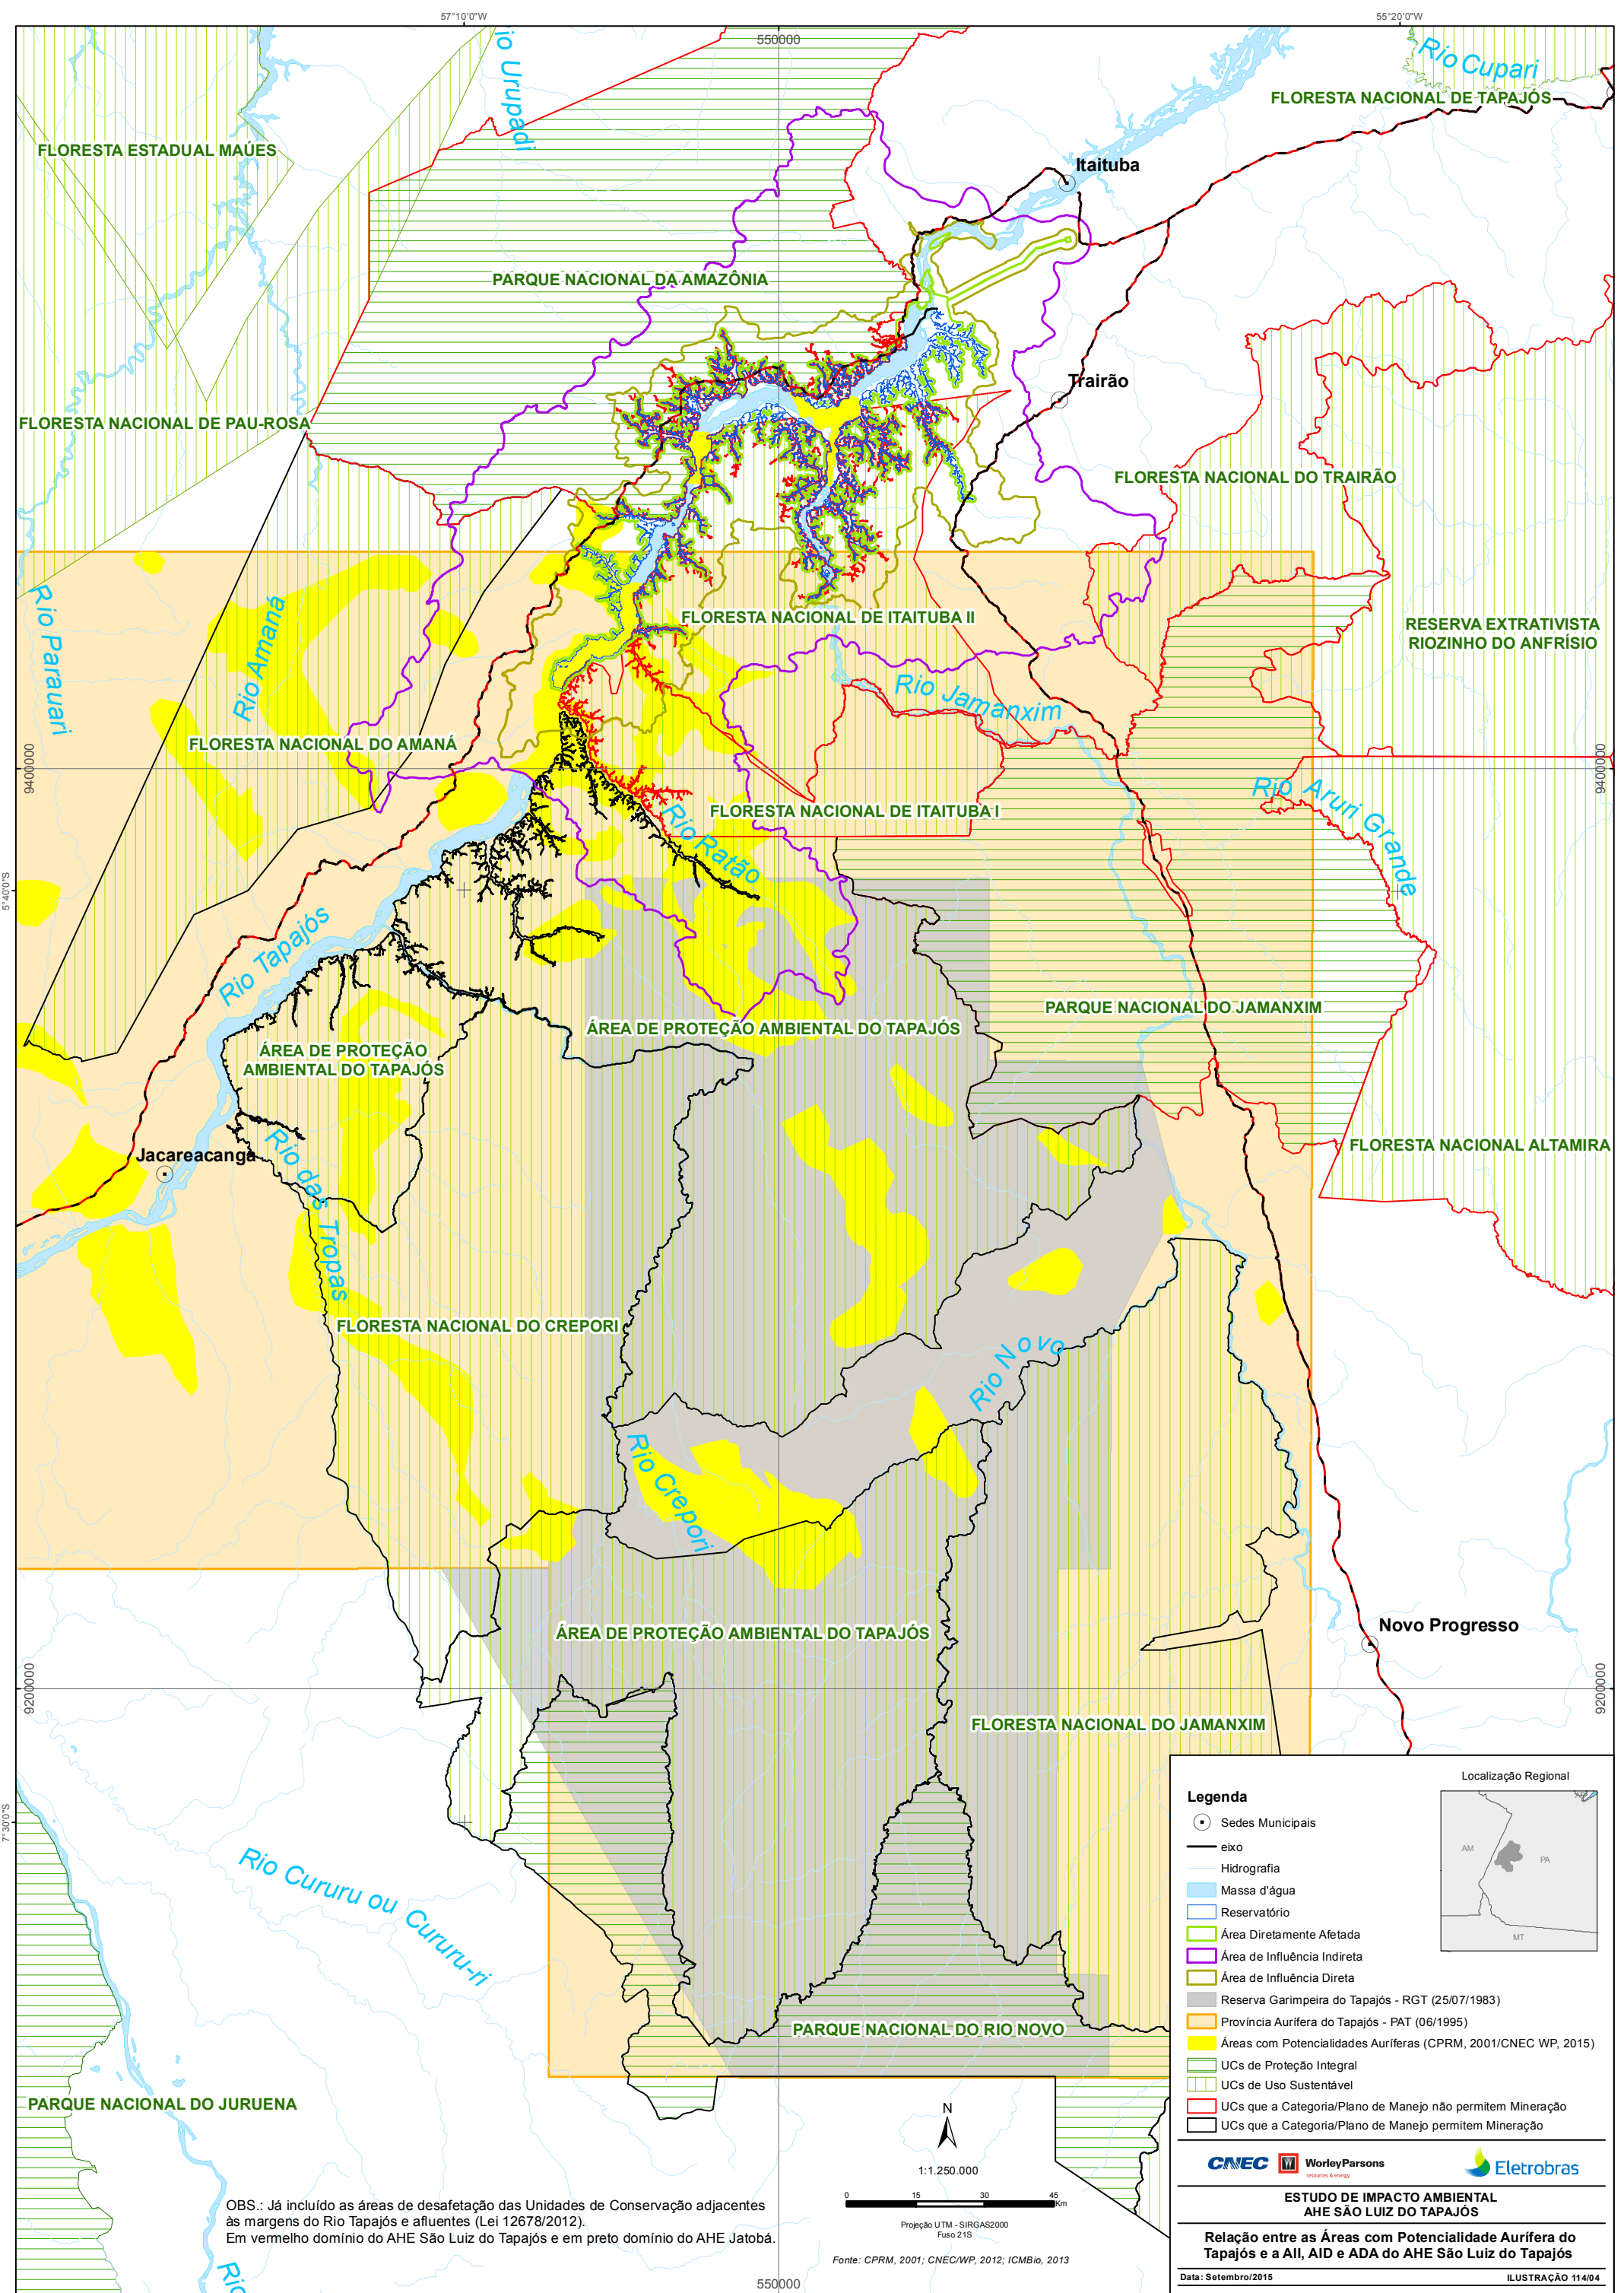 57°10'0"W
55°20'0"W
550000
Rio Urupadi
Rio Cupari
FLORESTA NACIONAL DE TAPAJÓS
FLORESTA ESTADUAL MAÚES
Itaituba
PARQUE NACIONAL DA AMAZÔNIA
Trairão
FLORESTA NACIONAL DE PAU-ROSA
FLORESTA NACIONAL DO TRAIRÃO
Rio Parauari
Rio Amaná
FLORESTA NACIONAL DE ITAITUBA II
RESERVA EXTRATIVISTA
RIOZINHO DO ANFRÍSIO
Rio Jamanxim
FLORESTA NACIONAL DO AMANÁ
9400000
9400000
Rio Aruri Grande
FLORESTA NACIONAL DE ITAITUBA I
Rio Ratão
5°40'0"S
Rio Tapajós
PARQUE NACIONAL DO JAMANXIM
ÁREA DE PROTEÇÃO AMBIENTAL DO TAPAJÓS
ÁREA DE PROTEÇÃO
AMBIENTAL DO TAPAJÓS
Jacareacanga
Rio das Tropas
FLORESTA NACIONAL ALTAMIRA
FLORESTA NACIONAL DO CREPORI
Rio Novo
Rio Crepori
Novo Progresso
ÁREA DE PROTEÇÃO AMBIENTAL DO TAPAJÓS
9200000
9200000
FLORESTA NACIONAL DO JAMANXIM
7°30'0"S
Rio Cururu ou Cururu-ri
PARQUE NACIONAL DO RIO NOVO
PARQUE NACIONAL DO JURUENA
Legenda
Sedes Municipais
eixo
Hidrografia
Massa d'água
Reservatório
Área Diretamente Afetada
Área de Influência Indireta
Área de Influência Direta
Reserva Garimpeira do Tapajós - RGT (25/07/1983)
Província Aurífera do Tapajós - PAT (06/1995)
Áreas com Potencialidades Auríferas (CPRM, 2001/CNEC WP, 2015)
UCs de Proteção Integral
UCs de Uso Sustentável
UCs que a Categoria/Plano de Manejo não permitem Mineração
UCs que a Categoria/Plano de Manejo permitem Mineração
Localização Regional
AM
PA
MT
CNEC
WorleyParsons
resources & energy
Eletrobras
ESTUDO DE IMPACTO AMBIENTAL
AHE SÃO LUIZ DO TAPAJÓS
Relação entre as Áreas com Potencialidade Aurífera do
Tapajós e a AII, AID e ADA do AHE São Luiz do Tapajós
Data: Setembro/2015
ILUSTRAÇÃO 114/04
N
1:1.250.000
0 15 30 45
Km
Projeção UTM - SIRGAS2000
Fuso 21S
Fonte: CPRM, 2001; CNEC/WP, 2012; ICMBio, 2013
OBS.: Já incluído as áreas de desafetação das Unidades de Conservação adjacentes
às margens do Rio Tapajós e afluentes (Lei 12678/2012).
Em vermelho domínio do AHE São Luiz do Tapajós e em preto domínio do AHE Jatobá.
550000